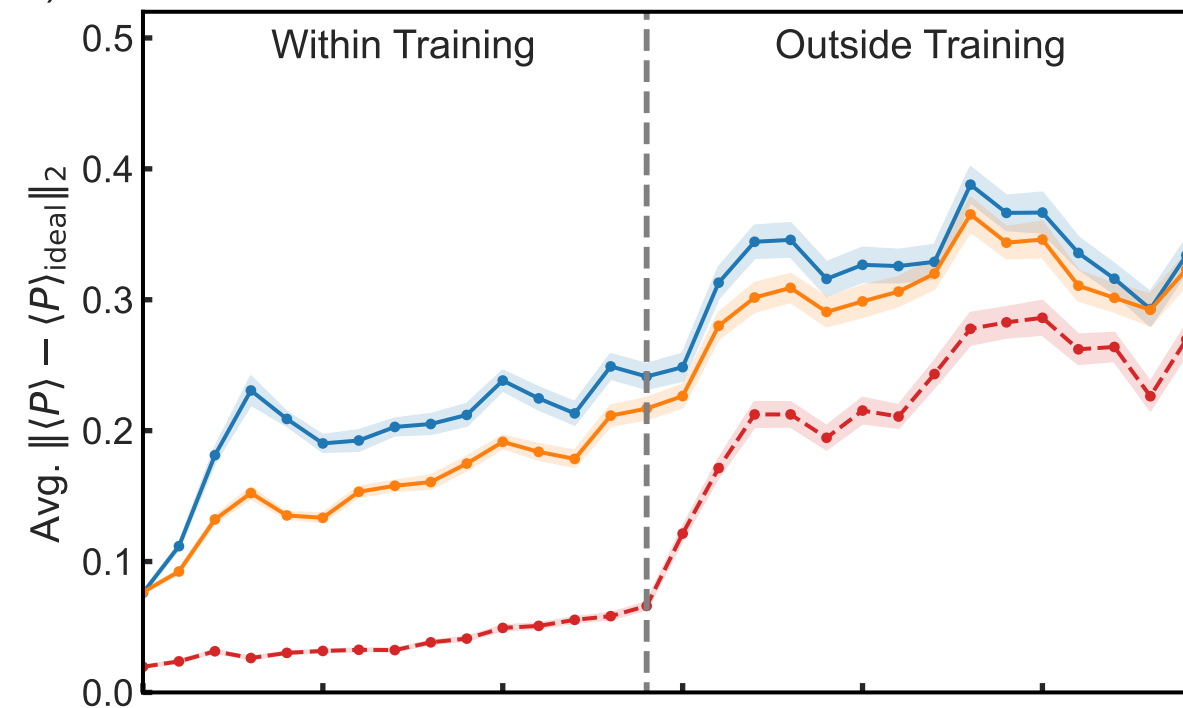 )
Within Training
Outside Training
0.5
0.4
0.3
0.2
0.1
0.0
Avg. ‖⟨P⟩ − ⟨P⟩ideal‖2